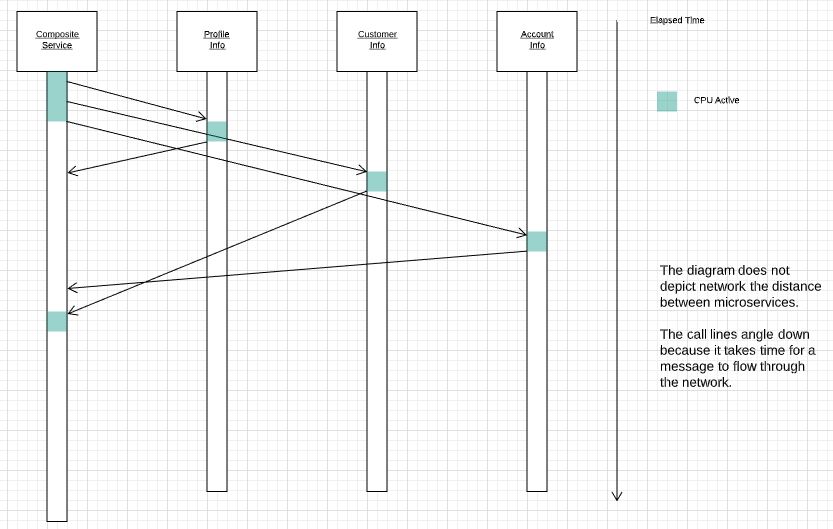 Composite
Service
Profile
Info
Customer
Info
Account
Info
Elapsed Time
CPU Active
The diagram does not
depict network the distance
between microservices.
The call lines angle down
because it takes time for a
message to flow through
the network.